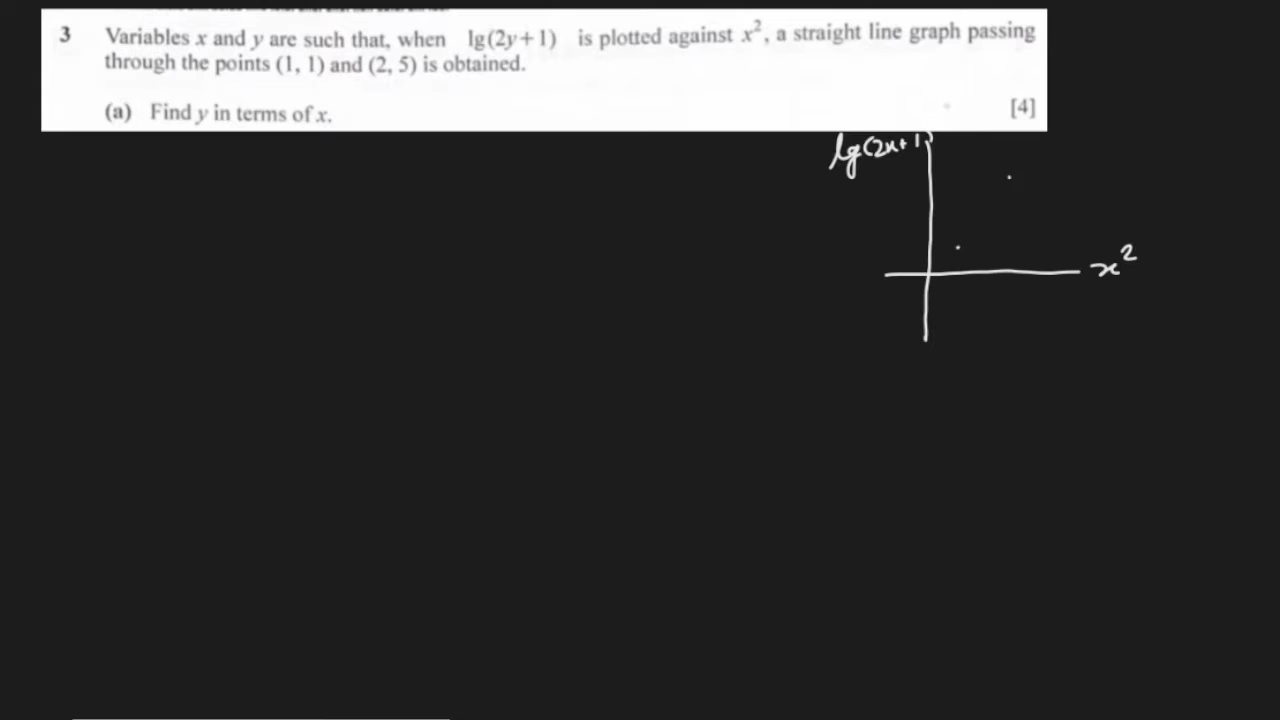 3 Variables x and y are such that, when lg(2y+1) is plotted against x², a straight line graph passing
through the points (1, 1) and (2, 5) is obtained.
(a) Find y in terms of x. [4]
lg(2x+1)
x²